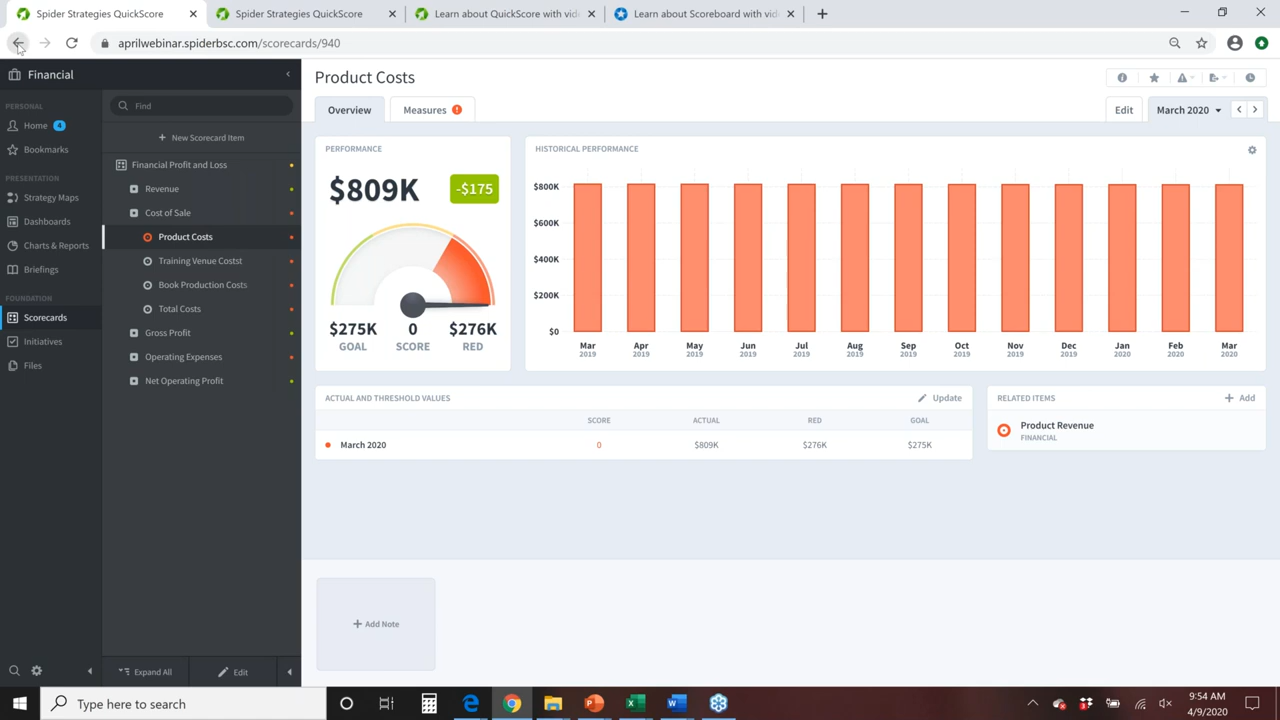 Spider Strategies QuickScore
Spider Strategies QuickScore
Learn about QuickScore with vide
Learn about Scoreboard with vide
aprilwebinar.spiderbsc.com/scorecards/940
Financial
PERSONAL
Home 4
Bookmarks
PRESENTATION
Strategy Maps
Dashboards
Charts & Reports
Briefings
FOUNDATION
Scorecards
Initiatives
Files
Find
New Scorecard Item
Financial Profit and Loss
Revenue
Cost of Sale
Product Costs
Training Venue Costst
Book Production Costs
Total Costs
Gross Profit
Operating Expenses
Net Operating Profit
Expand All
Edit
Product Costs
Overview
Measures
Edit
March 2020
PERFORMANCE
$809K
-$175
$275K 0 $276K
GOAL SCORE RED
HISTORICAL PERFORMANCE
$800K
$600K
$400K
$200K
$0
Mar Apr May Jun Jul Aug Sep Oct Nov Dec Jan Feb Mar
2019 2019 2019 2019 2019 2019 2019 2019 2019 2019 2020 2020 2020
ACTUAL AND THRESHOLD VALUES
Update
SCORE ACTUAL RED GOAL
March 2020 0 $809K $276K $275K
RELATED ITEMS
Add
Product Revenue
FINANCIAL
Add Note
Type here to search
9:54 AM
4/9/2020